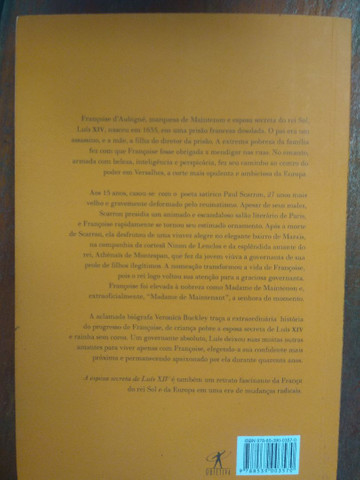 Françoise d'Aubigné, marquesa de Maintenon e esposa secreta do rei Sol,
Luís XIV, nasceu em 1635, em uma prisão francesa desolada. O pai era um
assassino, e a mãe, a filha do diretor da prisão. A extrema pobreza da família
fez com que Françoise fosse obrigada a mendigar nas ruas. No entanto,
armada com beleza, inteligência e perspicácia, fez seu caminho ao centro do
poder em Versalhes, a corte mais opulenta e ambiciosa da Europa.
Aos 15 anos, casou-se com o poeta satírico Paul Scarron, 27 anos mais
velho e gravemente deformado pelo reumatismo. Apesar de seus males,
Scarron presidia um animado e escandaloso salão literário de Paris,
e Françoise rapidamente se tornou seu estimado ornamento. Após a morte
de Scarron, ela desfrutou de uma viuvez alegre no elegante bairro de Marais,
na companhia da cortesã Ninon de Lenclos e da esplêndida amante do
rei, Athénaïs de Montespan, que fez da jovem viúva a governanta de sua
prole de filhos ilegítimos. A nomeação transformou a vida de Françoise,
pois o rei logo voltou sua atenção para a graciosa governanta.
Françoise foi elevada à nobreza como Madame de Maintenon e,
extraoficialmente, "Madame de Maintenant", a senhora do momento.
A aclamada biógrafa Veronica Buckley traça a extraordinária história
do progresso de Françoise, de criança pobre a esposa secreta de Luís XIV
e rainha sem coroa. Um governante absoluto, Luís deixou suas muitas outras
amantes para viver apenas com Françoise, elegendo-a sua confidente mais
próxima e permanecendo apaixonado por ela durante quarenta anos.
A esposa secreta de Luís XIV é também um retrato fascinante da França
do rei Sol e da Europa em uma era de mudanças radicais.
OBJETIVA